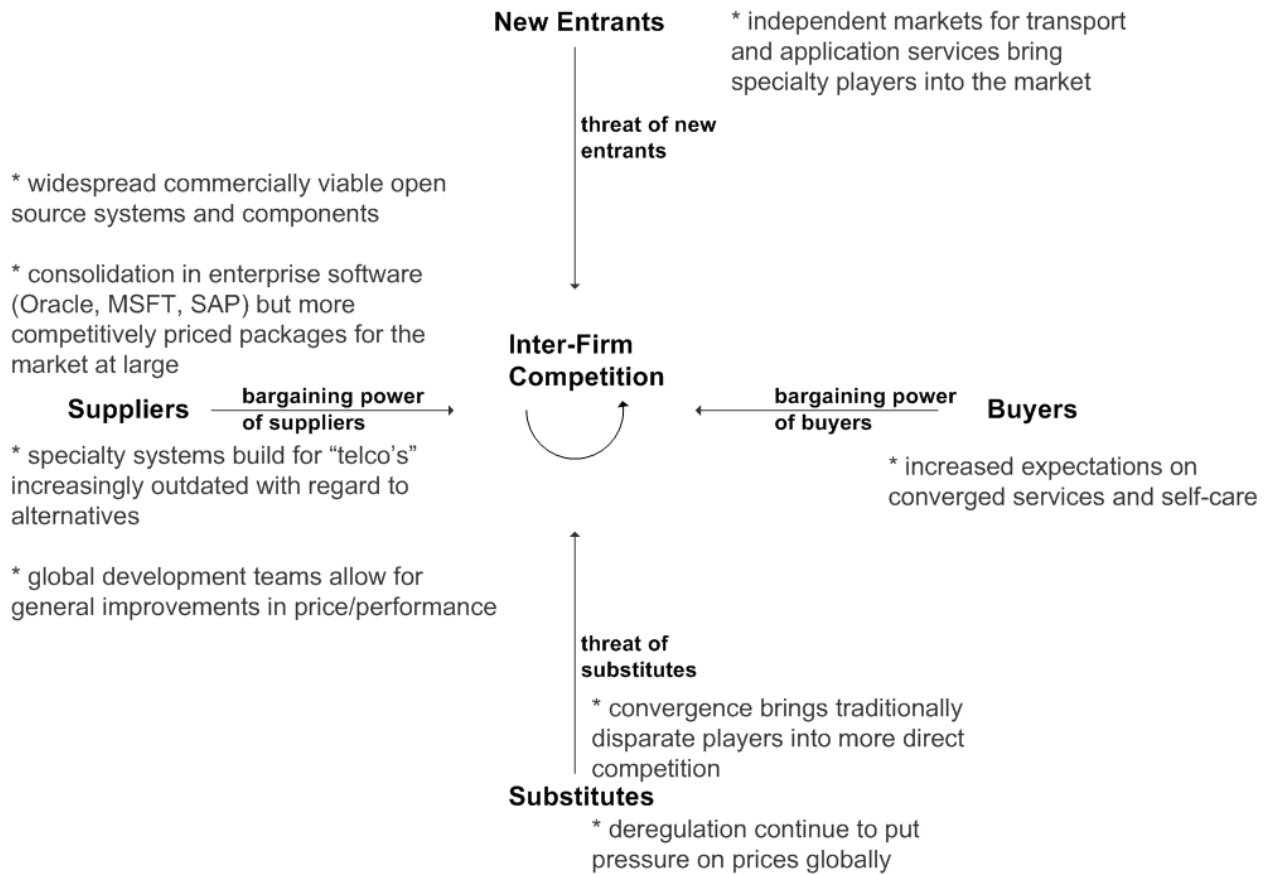 New Entrants
* independent markets for transport
and application services bring
specialty players into the market
threat of new
entrants
* widespread commercially viable open
source systems and components
* consolidation in enterprise software
(Oracle, MSFT, SAP) but more
competitively priced packages for the
market at large
Suppliers
bargaining power
of suppliers
* specialty systems build for “telco’s”
increasingly outdated with regard to
alternatives
* global development teams allow for
general improvements in price/performance
Inter-Firm
Competition
bargaining power
of buyers
Buyers
* increased expectations on
converged services and self-care
threat of
substitutes
* convergence brings traditionally
disparate players into more direct
competition
Substitutes
* deregulation continue to put
pressure on prices globally